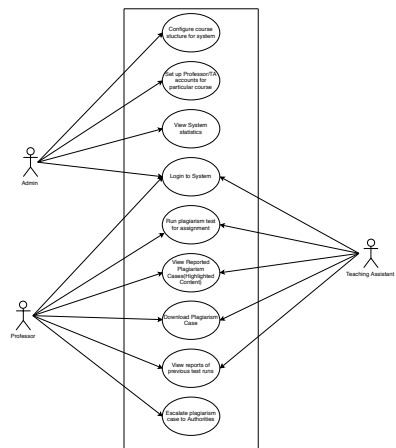 Configure course
stucture for system
Set up Professor/TA
accounts for
particular course
View System
statistics
Admin
Login to System
Run plagiarism test
for assignment
View Reported
Plagiarism
Cases(Highlighted
Content)
Teaching Assistant
Download Plagiarism
Case
Professor
View reports of
previous test runs
Escalate plagiarism
case to Authorities